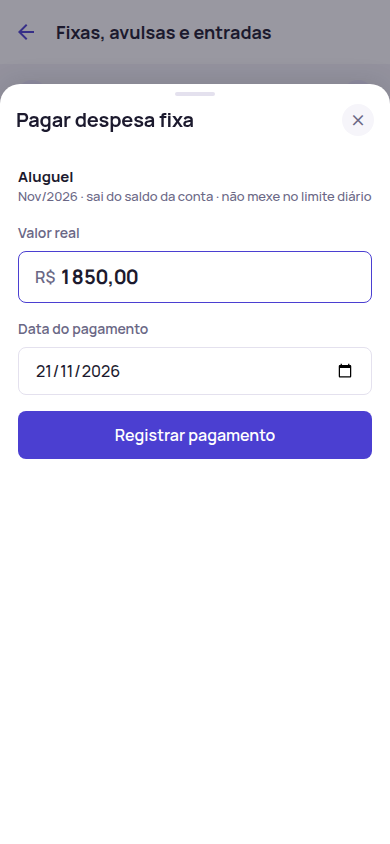 Fixas, avulsas e entradas
Pagar despesa fixa
Aluguel
Nov/2026 · sai do saldo da conta · não mexe no limite diário
Valor real
R$ 1850,00
Data do pagamento
21/11/2026
Registrar pagamento